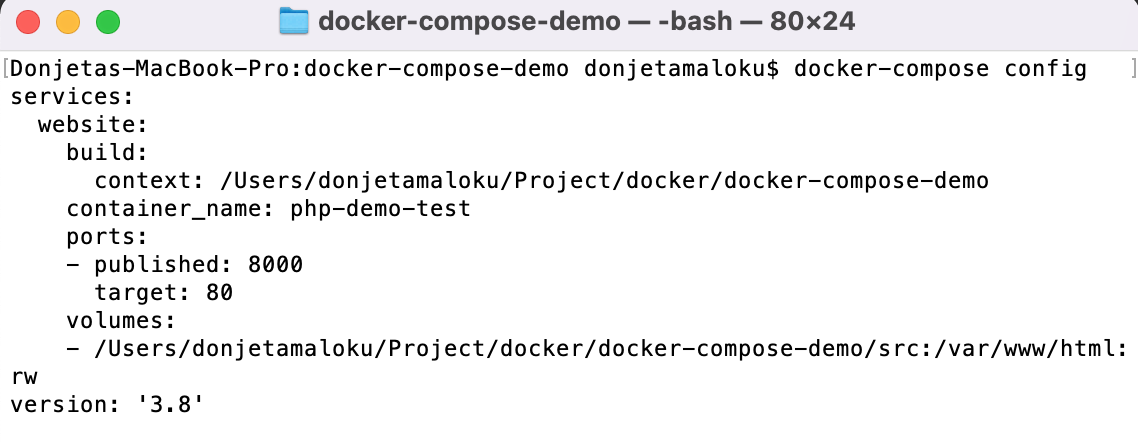 docker-compose-demo — -bash — 80×24
[Donjetas-MacBook-Pro:docker-compose-demo donjetamaloku$ docker-compose config ]
services:
  website:
    build:
      context: /Users/donjetamaloku/Project/docker/docker-compose-demo
    container_name: php-demo-test
    ports:
    - published: 8000
      target: 80
    volumes:
    - /Users/donjetamaloku/Project/docker/docker-compose-demo/src:/var/www/html:
rw
version: '3.8'